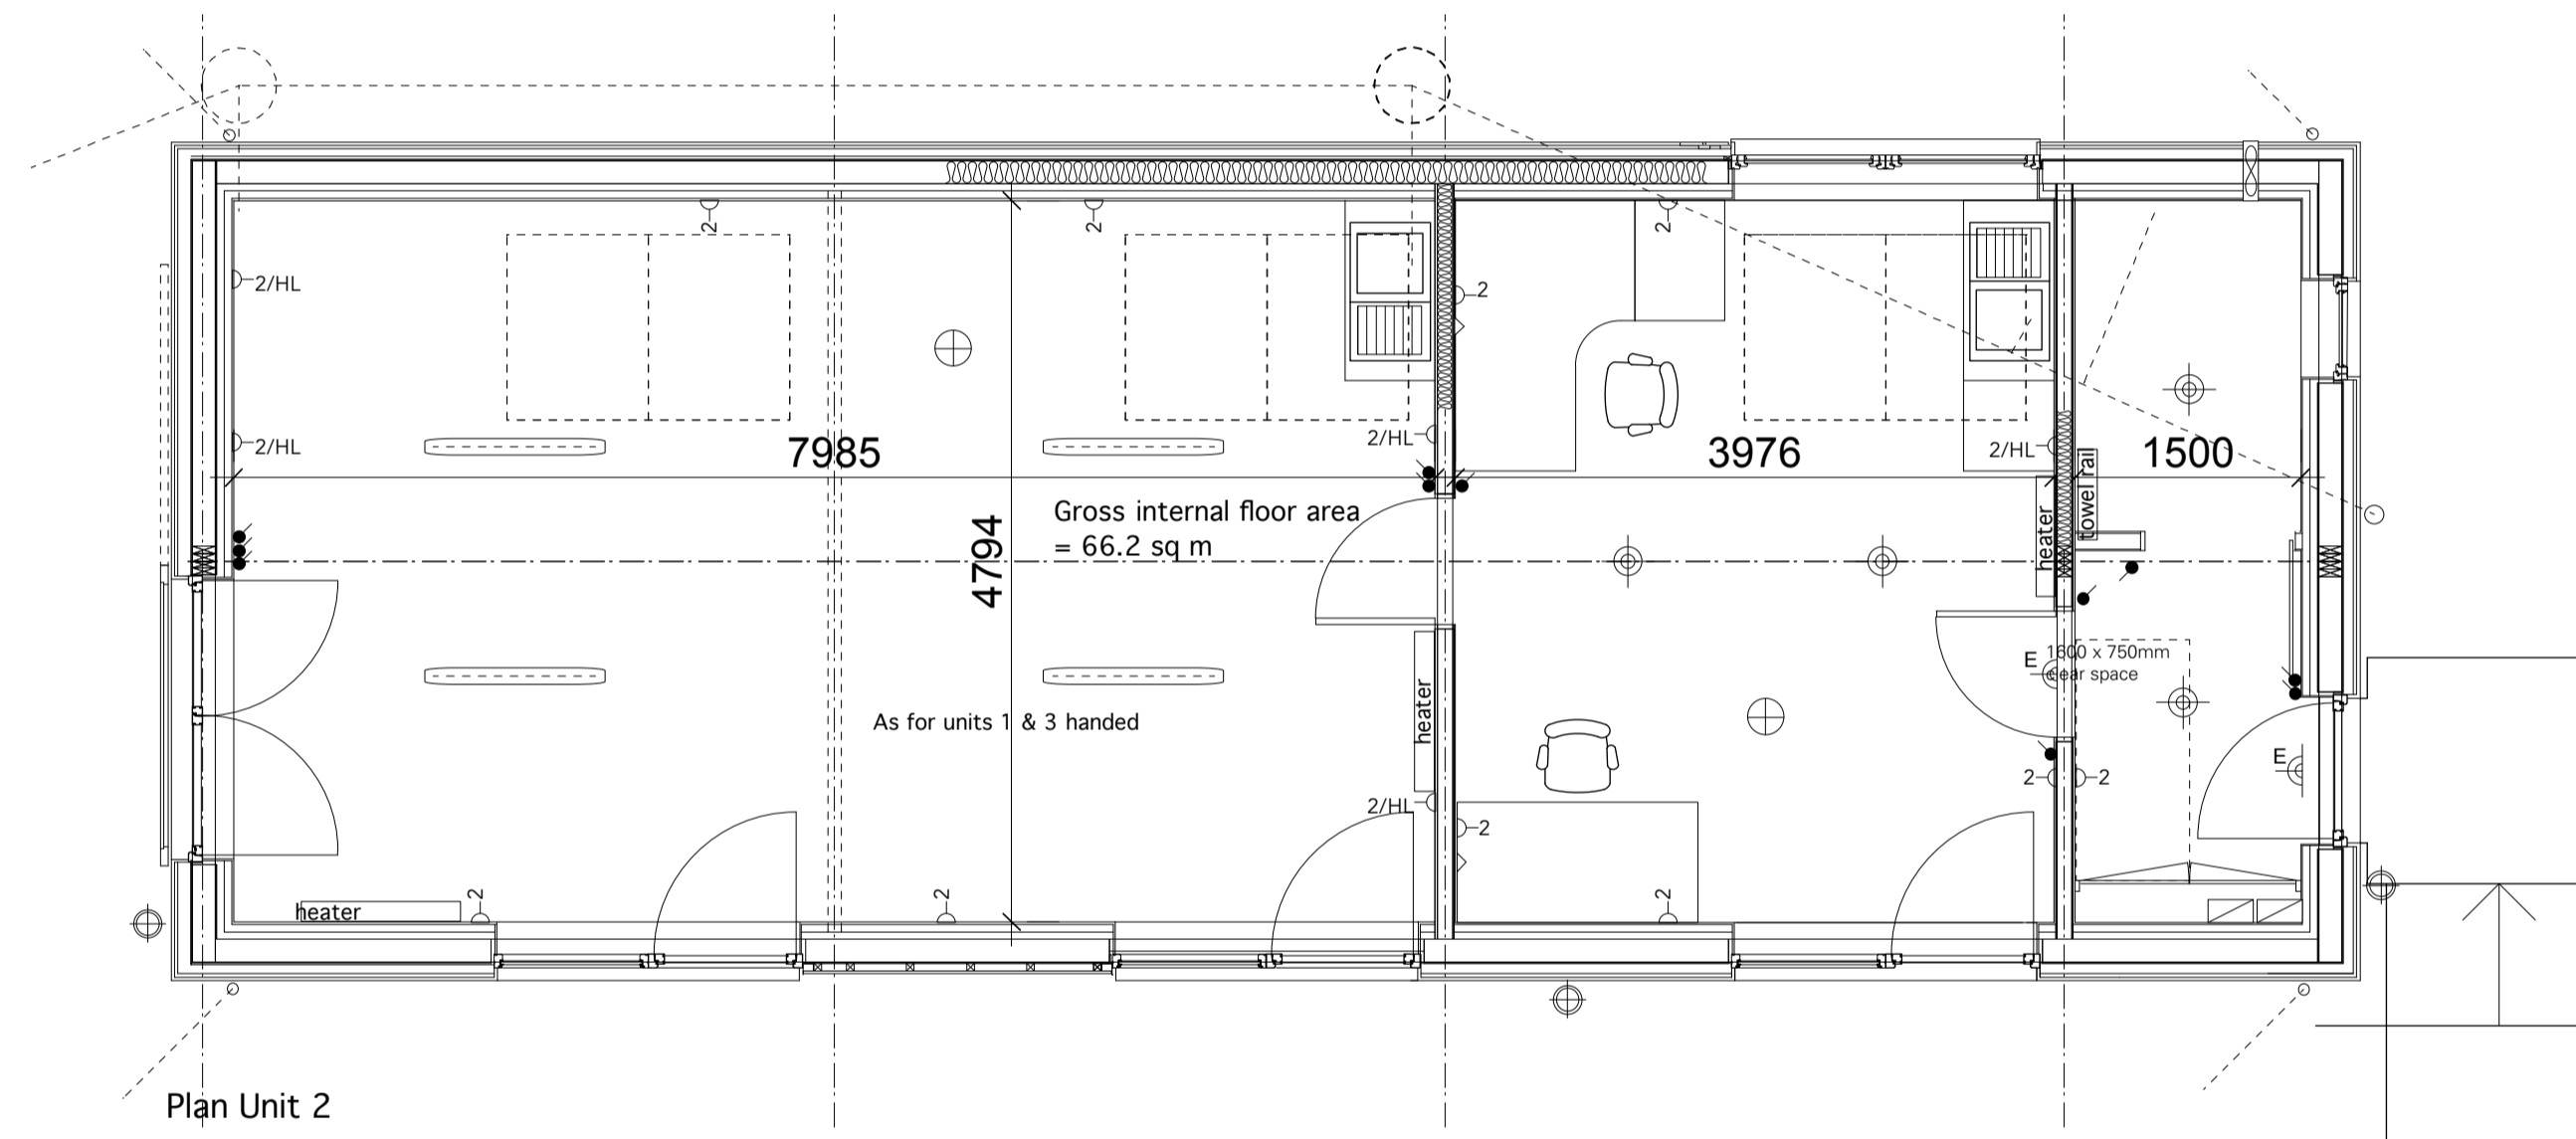 2
2
2
2/HL
2
2/HL
2/HL
2/HL
7985
3976
1500
towel rail
heater
Gross internal floor area
= 66.2 sq m
4794
1600 x 750mm
clear space
E
heater
As for units 1 & 3 handed
E
2
2
2/HL
2
heater
2
2
2
Plan Unit 2